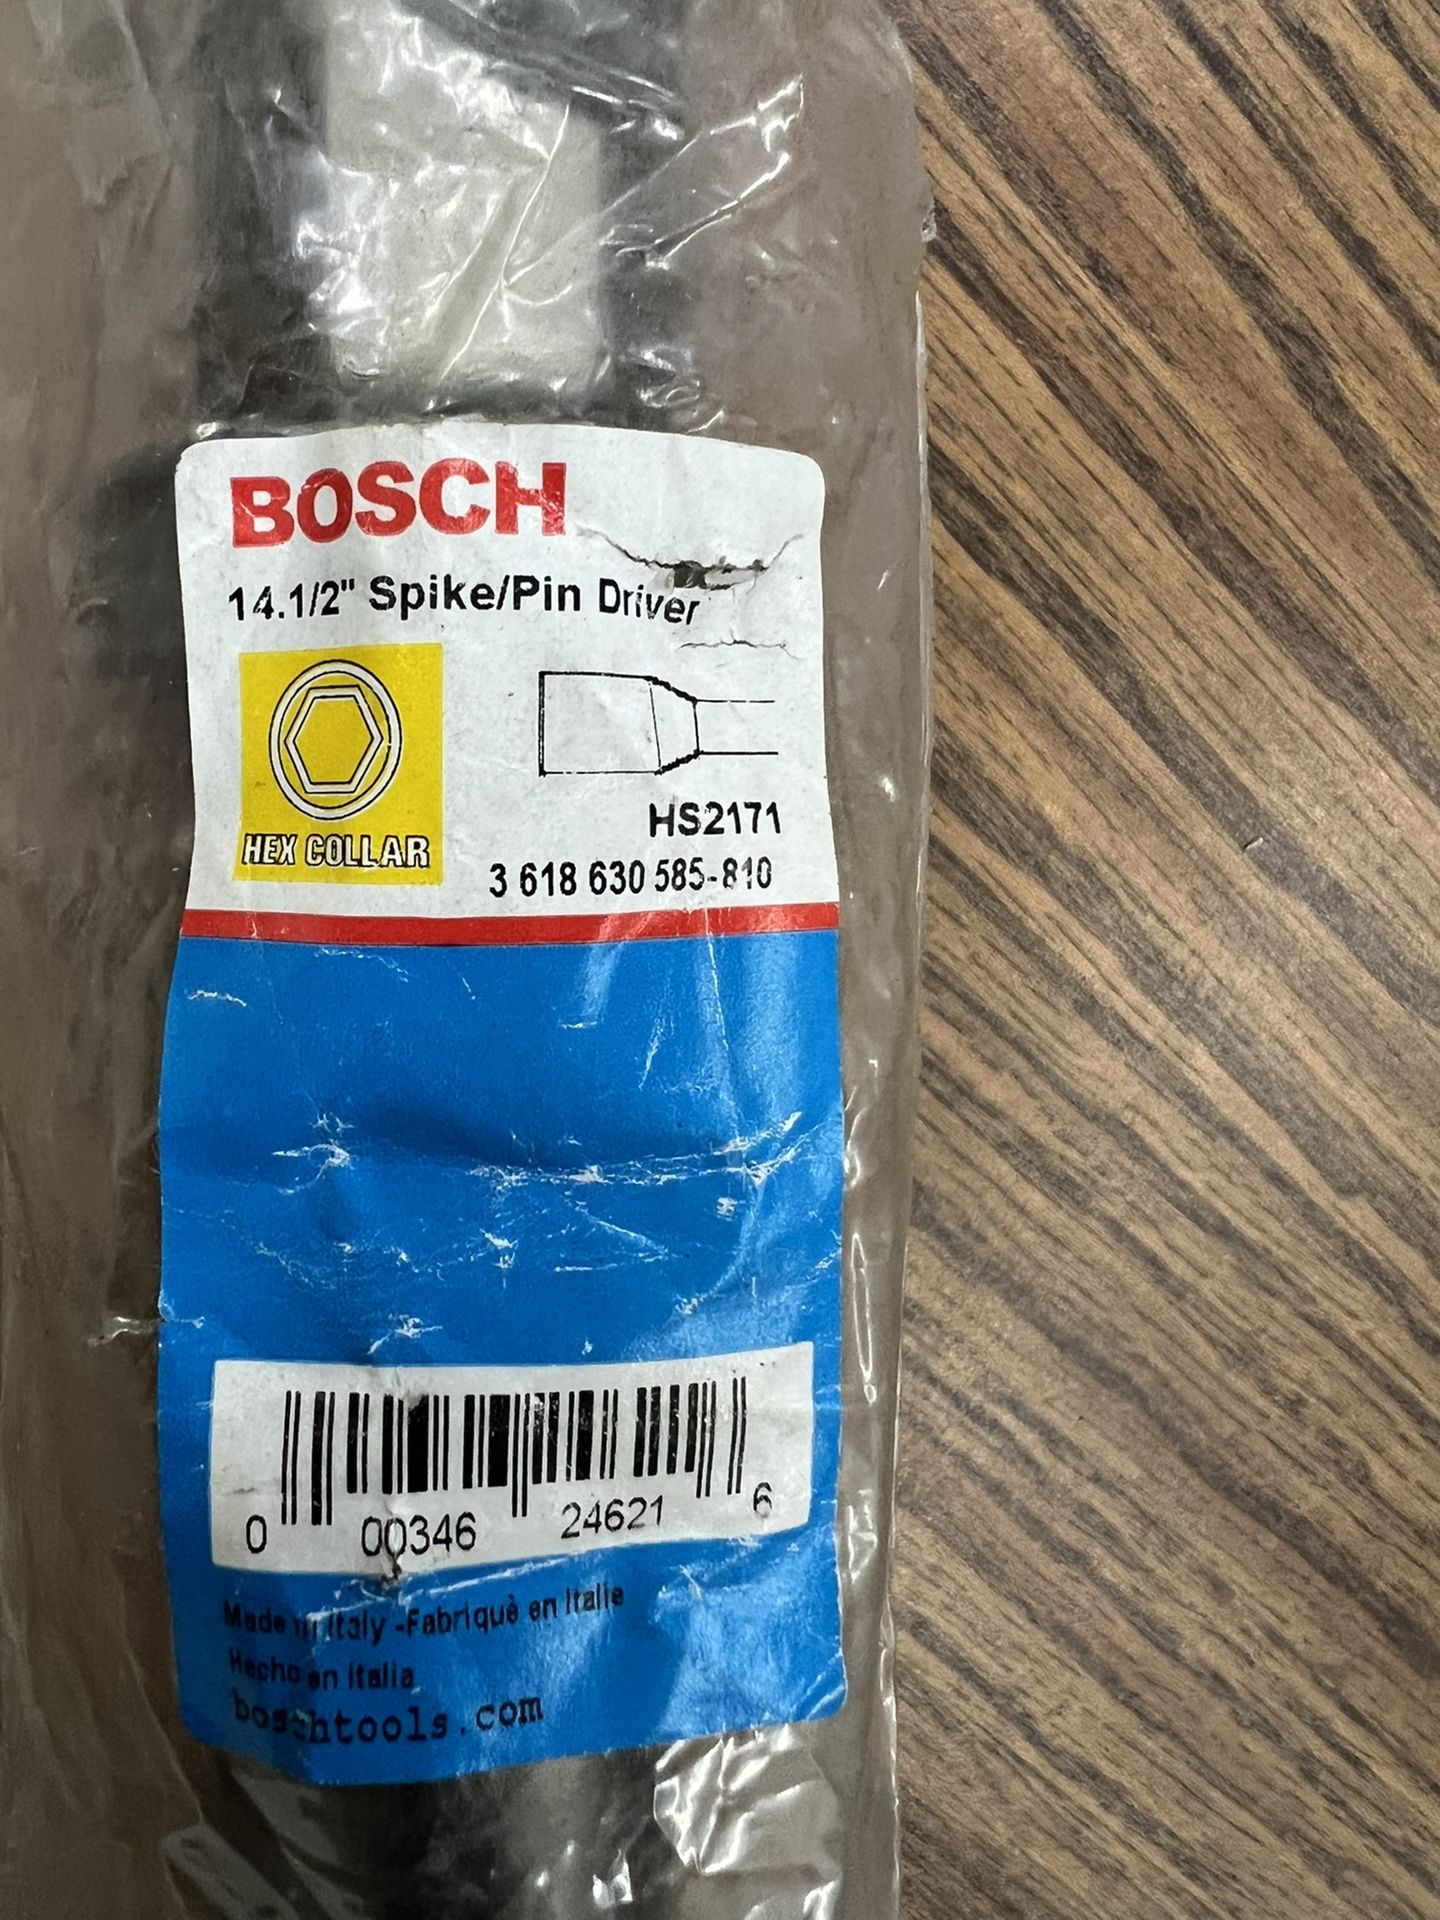 BOSCH
14.1/2" Spike/Pin Driver
HEX COLLAR
HS2171
3 618 630 585-810
0 00346 24621 6
Made in Italy -Fabriquè en Italie
Hecho en Italia
boschtools.com